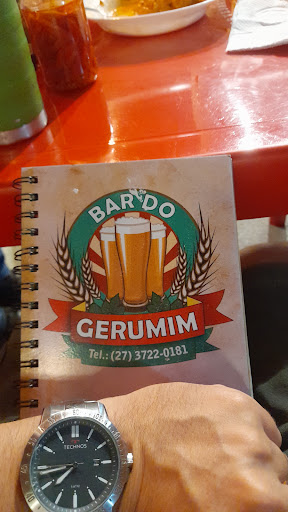 BAR DO
GERUMIM
Tel.: (27) 3722-0181
TECHNOS